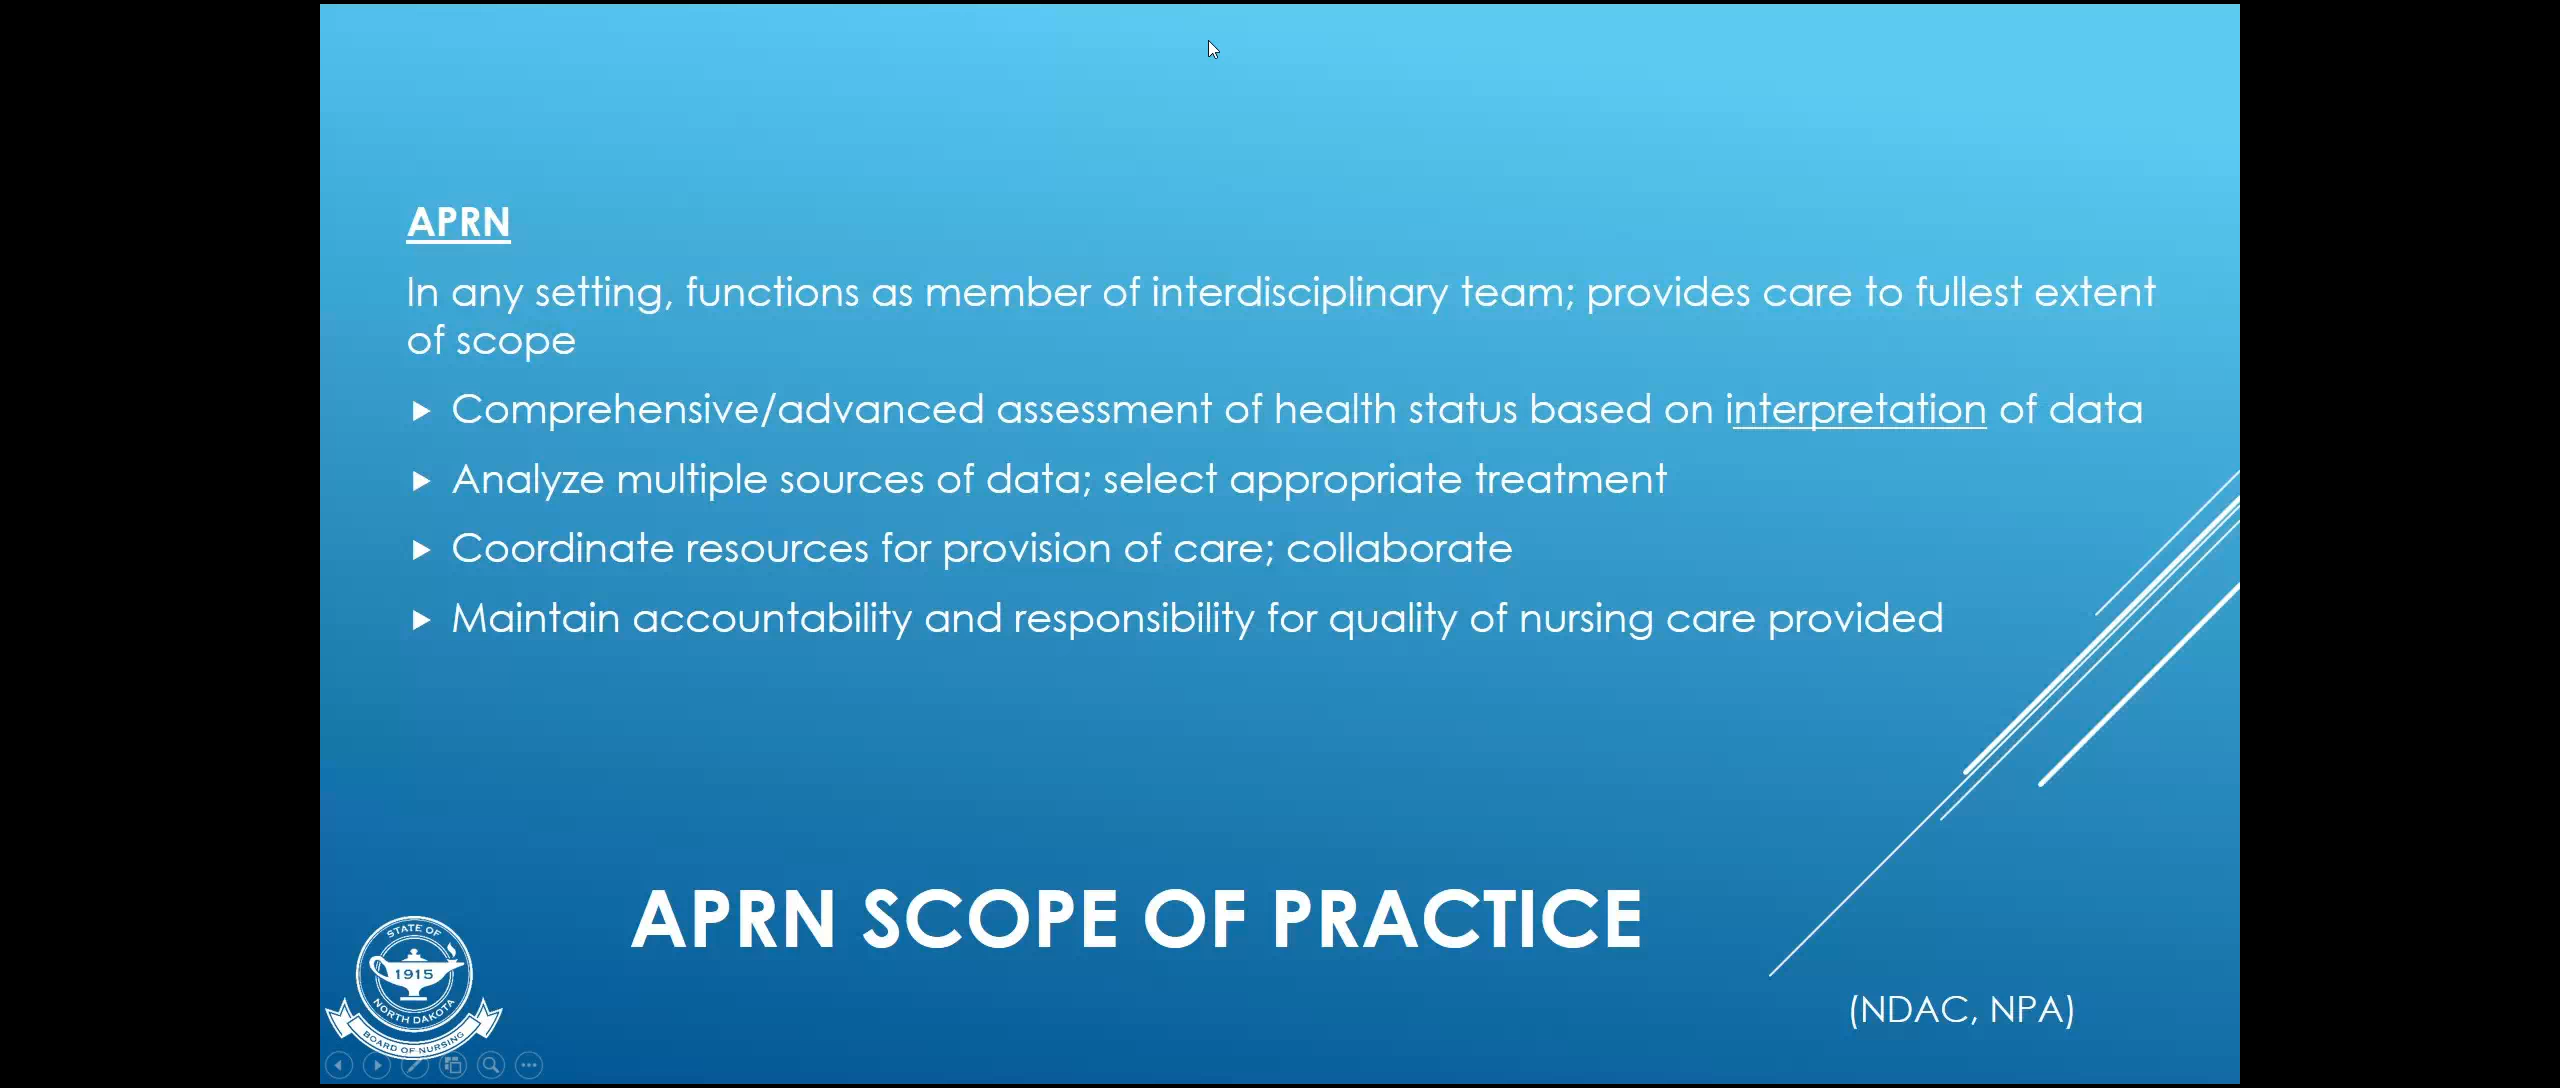 APRN
In any setting, functions as member of interdisciplinary team; provides care to fullest extent
of scope
Comprehensive/advanced assessment of health status based on interpretation of data
Analyze multiple sources of data; select appropriate treatment
Coordinate resources for provision of care; collaborate
Maintain accountability and responsibility for quality of nursing care provided
APRN SCOPE OF PRACTICE
STATE OF
1915
NORTH DAKOTA
BOARD OF NURSING
(NDAC, NPA)